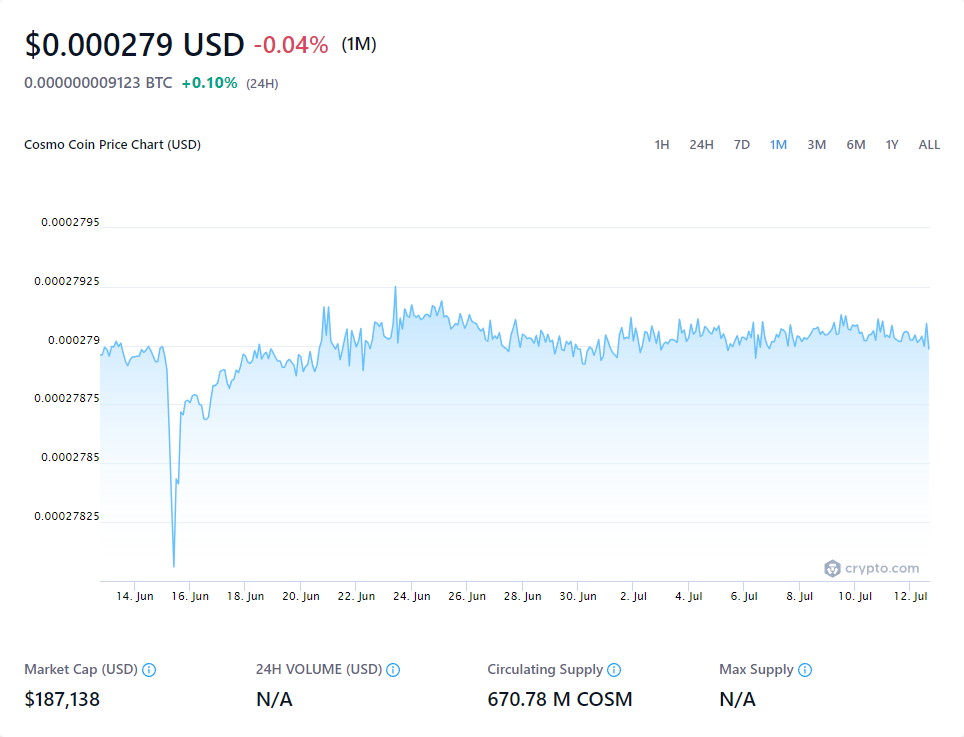 $0.000279 USD -0.04% (1M)
0.000000009123 BTC +0.10% (24H)
Cosmo Coin Price Chart (USD) 1H 24H 7D 1M 3M 6M 1Y ALL
0.0002795
0.00027925
0.000279
0.00027875
0.0002785
0.00027825
crypto.com
14. Jun 16. Jun 18. Jun 20. Jun 22. Jun 24. Jun 26. Jun 28. Jun 30. Jun 2. Jul 4. Jul 6. Jul 8. Jul 10. Jul 12. Jul
Market Cap (USD) 24H VOLUME (USD) Circulating Supply Max Supply
$187,138 N/A 670.78 M COSM N/A